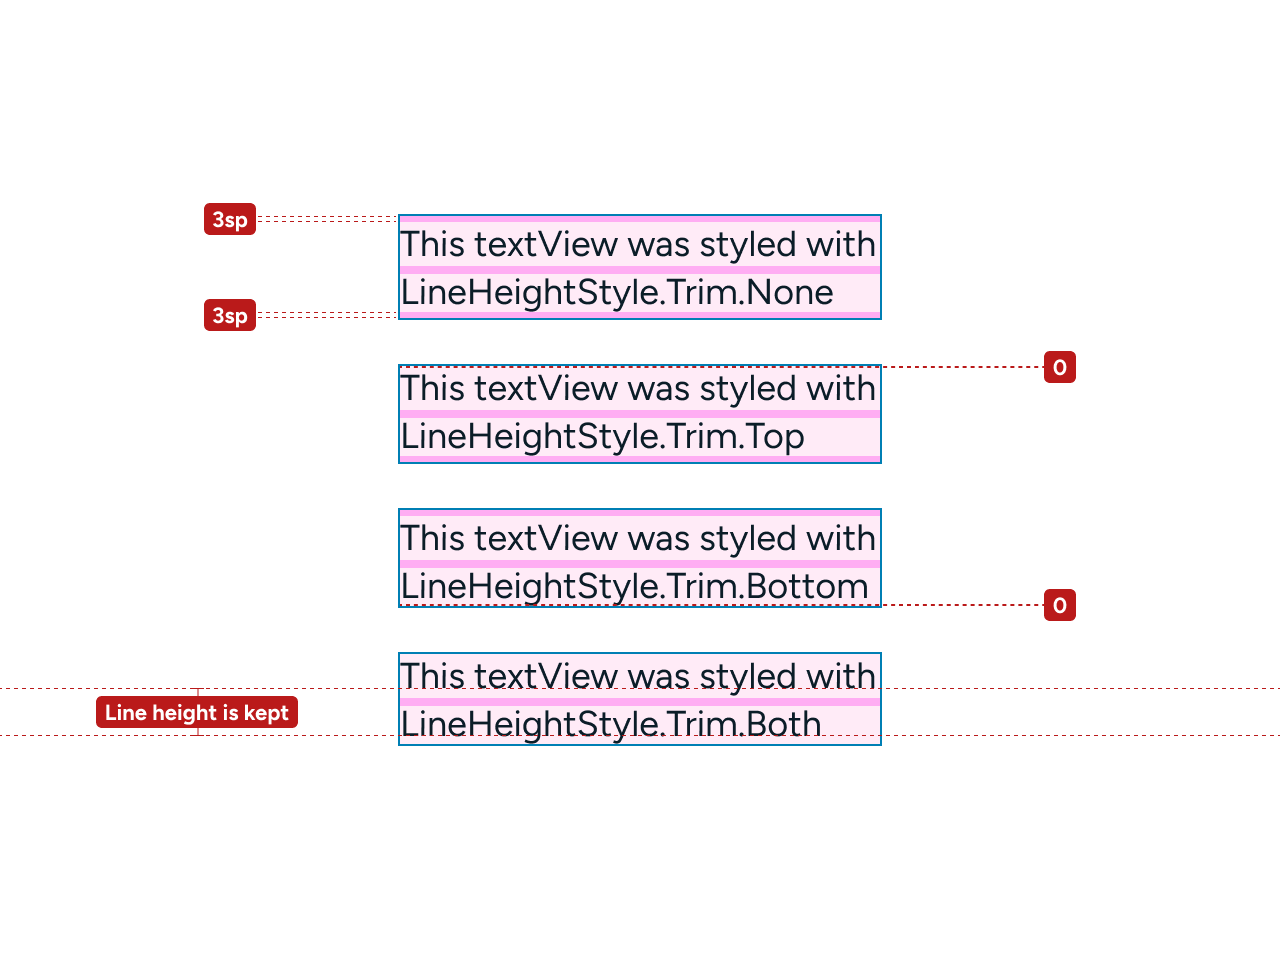 3sp
This textView was styled with
LineHeightStyle.Trim.None
3sp
0
This textView was styled with
LineHeightStyle.Trim.Top
This textView was styled with
LineHeightStyle.Trim.Bottom
0
This textView was styled with
Line height is kept
LineHeightStyle.Trim.Both